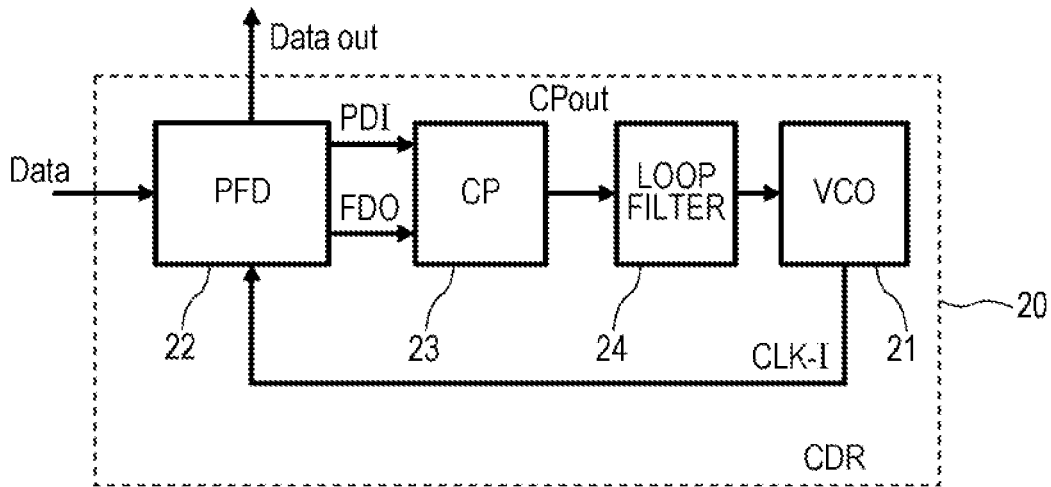 Data out
CPout
PDI
Data
PFD
FDO
CP
LOOP
FILTER
VCO
22
23
24
21
20
CLK-I
CDR